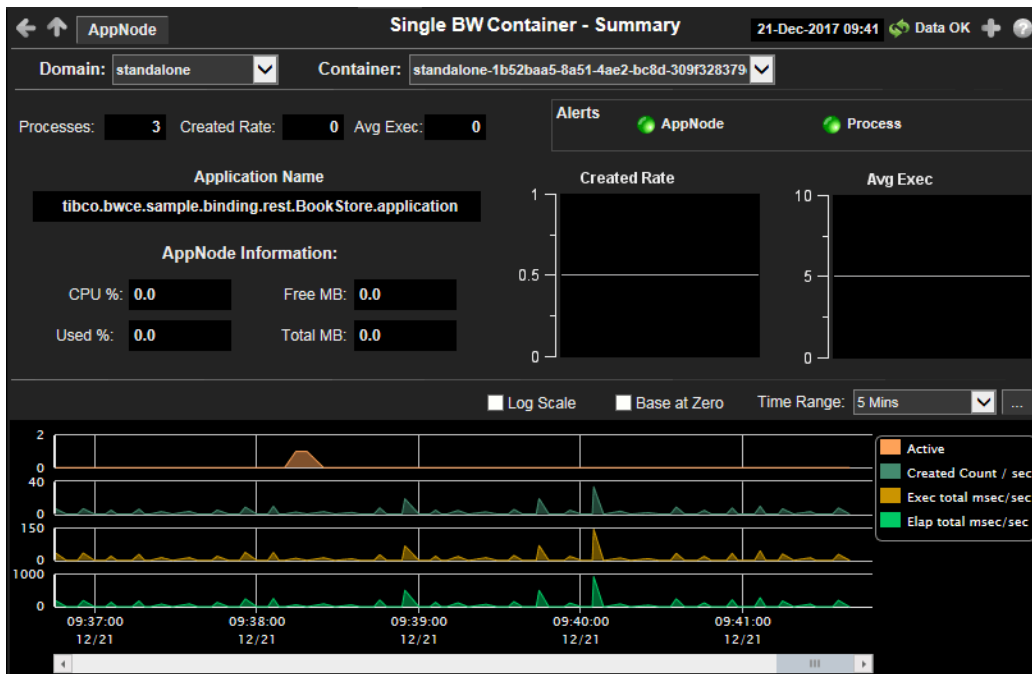 AppNode Single BW Container - Summary 21-Dec-2017 09:41 Data OK
Domain: standalone Container: standalone-1b52baa5-8a51-4ae2-bc8d-309f328379
Processes: 3 Created Rate: 0 Avg Exec: 0
Alerts AppNode Process
Application Name
tibco.bwce.sample.binding.rest.BookStore.application
AppNode Information:
CPU %: 0.0 Free MB: 0.0
Used %: 0.0 Total MB: 0.0
Created Rate
1
0.5
0
Avg Exec
10
5
0
Log Scale Base at Zero Time Range: 5 Mins ...
2
0
40
0
150
0
1000
0
09:37:00 09:38:00 09:39:00 09:40:00 09:41:00
12/21 12/21 12/21 12/21 12/21
Active
Created Count / sec
Exec total msec/sec
Elap total msec/sec